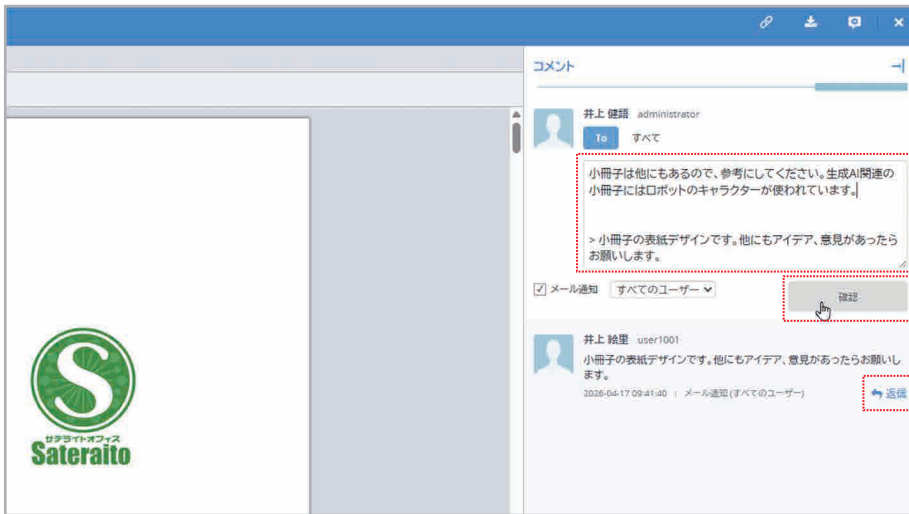 コメント
井上 健語 administrator
To すべて
小冊子は他にもあるので、参考にしてください。生成AI関連の
小冊子にはロボットのキャラクターが使われています。
> 小冊子の表紙デザインです。他にもアイデア、意見があったら
お願いします。
メール通知 すべてのユーザー
確認
井上 絵里 user1001
小冊子の表紙デザインです。他にもアイデア、意見があったらお願いし
ます。
2026-04-17 09:41:40 | メール通知(すべてのユーザー)
返信
S
サテライトオフィス
Sateraito